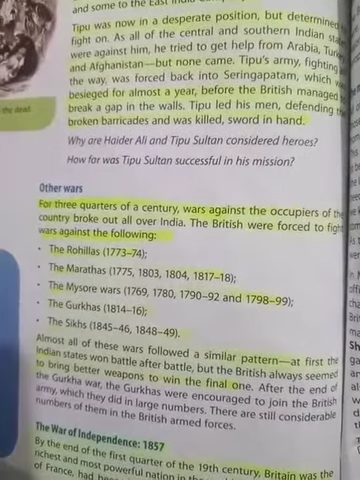 and some to the East India
Tipu was now in a desperate position, but determined
fight on. As all of the central and southern Indian
were against him, he tried to get help from Arabia,
and Afghanistan—but none came. Tipu's army, fighting
the way, was forced back into Seringapatam, which
besieged for almost a year, before the British managed
break a gap in the walls. Tipu led his men, defending
broken barricades and was killed, sword in hand.
the dead.
Why are Haider Ali and Tipu Sultan considered heroes?
How far was Tipu Sultan successful in his mission?
Other wars
For three quarters of a century, wars against the occupiers of the
country broke out all over India. The British were forced to fight
wars against the following:
• The Rohillas (1773–74);
• The Marathas (1775, 1803, 1804, 1817–18);
• The Mysore wars (1769, 1780, 1790–92 and 1798–99);
• The Gurkhas (1814–16);
• The Sikhs (1845–46, 1848–49).
Almost all of these wars followed a similar pattern—at first the
Indian states won battle after battle, but the British always seemed
to bring better weapons to win the final one. After the end of
the Gurkha war, the Gurkhas were encouraged to join the British
army, which they did in large numbers. There are still considerable
numbers of them in the British armed forces.
The War of Independence: 1857
By the end of the first quarter of the 19th century, Britain was the
richest and most powerful nation in the
of France, had been